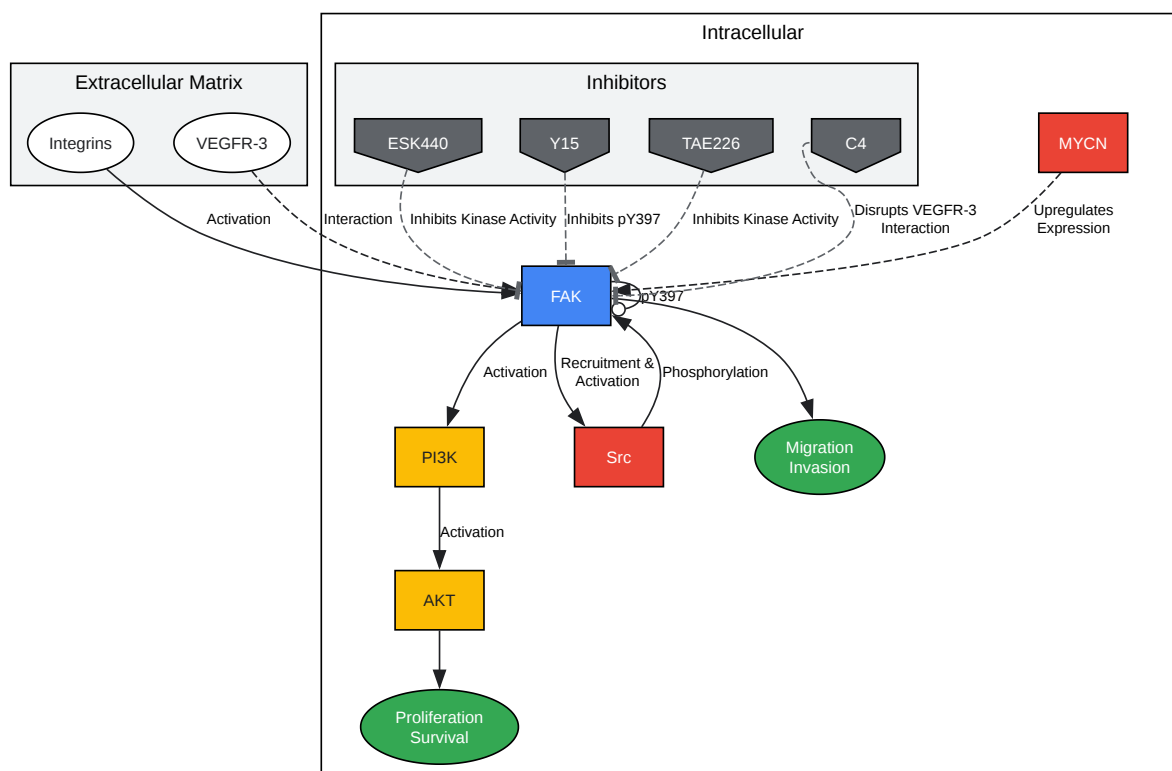 Intracellular
Extracellular Matrix
Inhibitors
Integrins
VEGFR-3
ESK440
Y15
TAE226
C4
MYCN
Activation
Interaction
Inhibits Kinase Activity
Inhibits pY397
Inhibits Kinase Activity
Disrupts VEGFR-3
Interaction
Upregulates
Expression
FAK
pY397
Activation
Recruitment &
Activation
Phosphorylation
PI3K
Src
Migration
Invasion
Activation
AKT
Proliferation
Survival